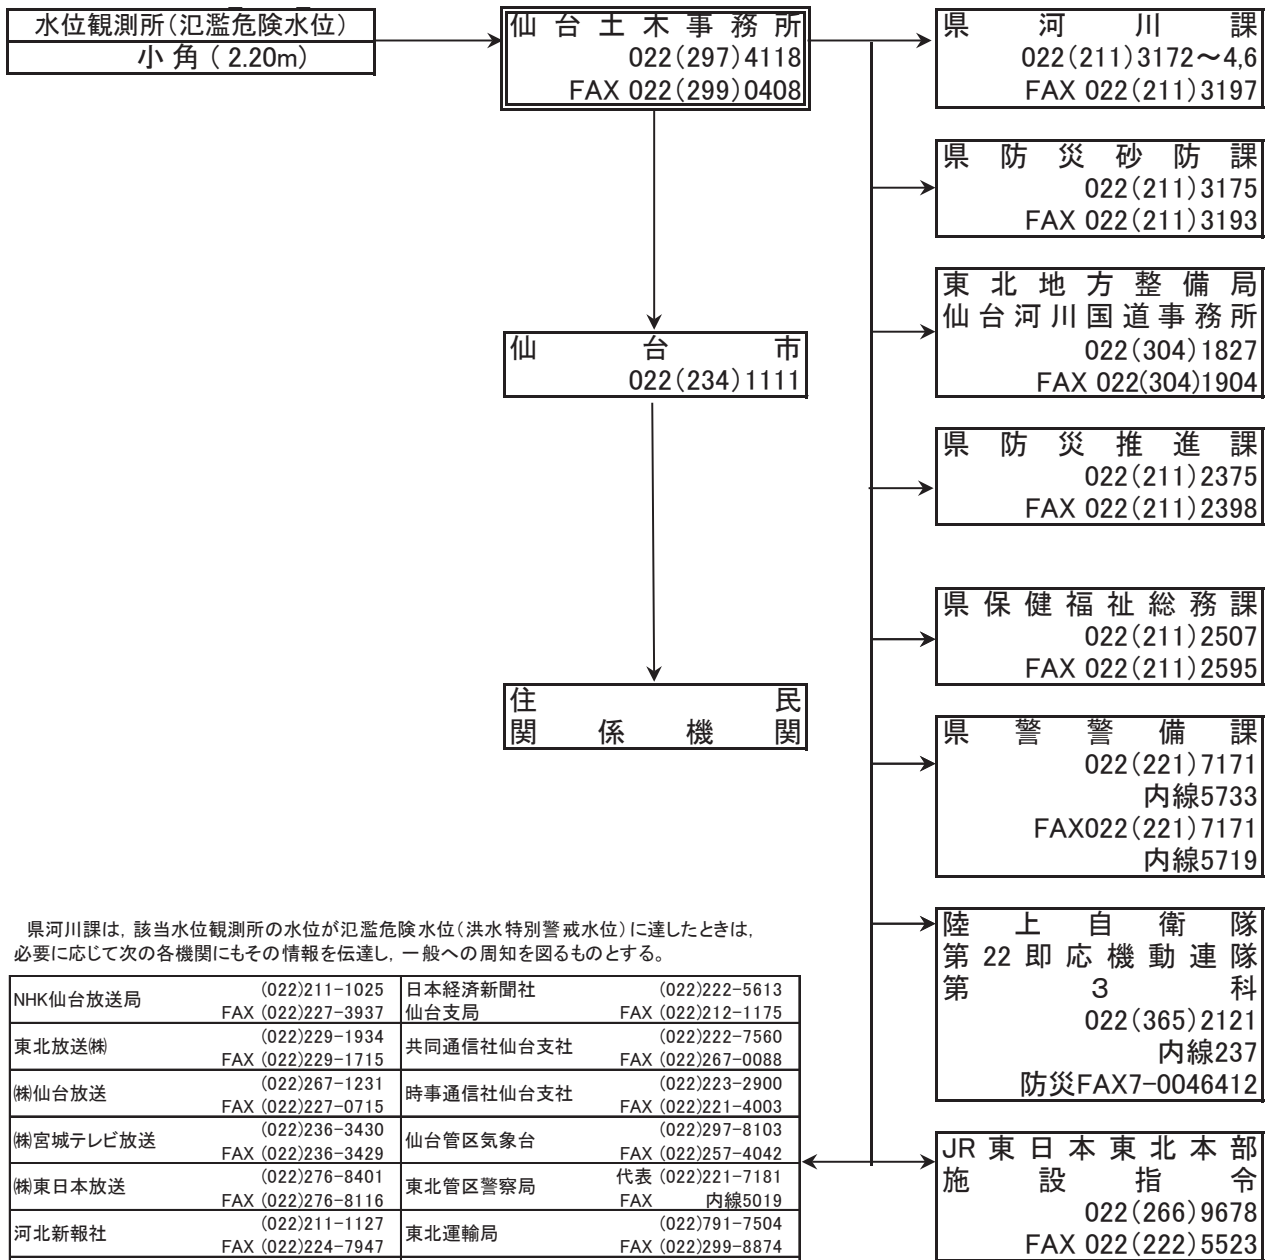 水位観測所(氾濫危険水位)
小 角 ( 2.20m)
仙台土木事務所
022(297)4118
FAX 022(299)0408
仙台市
022(234)1111
住民
関係機関
県河川課
022(211)3172～4,6
FAX 022(211)3197
県防災砂防課
022(211)3175
FAX 022(211)3193
東北地方整備局
仙台河川国道事務所
022(304)1827
FAX 022(304)1904
県防災推進課
022(211)2375
FAX 022(211)2398
県保健福祉総務課
022(211)2507
FAX 022(211)2595
県警警備課
022(221)7171
内線5733
FAX022(221)7171
内線5719
陸上自衛隊
第22即応機動連隊
第3科
022(365)2121
内線237
防災FAX7-0046412
JR東日本東北本部
施設指令
022(266)9678
FAX 022(222)5523
県河川課は，該当水位観測所の水位が氾濫危険水位(洪水特別警戒水位)に達したときは，
必要に応じて次の各機関にもその情報を伝達し，一般への周知を図るものとする。
NHK仙台放送局 (022)211-1025
FAX (022)227-3937
日本経済新聞社 (022)222-5613
仙台支局 FAX (022)212-1175
東北放送㈱ (022)229-1934
FAX (022)229-1715
共同通信社仙台支社 (022)222-7560
FAX (022)267-0088
㈱仙台放送 (022)267-1231
FAX (022)227-0715
時事通信社仙台支社 (022)223-2900
FAX (022)221-4003
㈱宮城テレビ放送 (022)236-3430
FAX (022)236-3429
仙台管区気象台 (022)297-8103
FAX (022)257-4042
㈱東日本放送 (022)276-8401
FAX (022)276-8116
東北管区警察局 代表 (022)221-7181
FAX 内線5019
河北新報社 (022)211-1127
FAX (022)224-7947
東北運輸局 (022)791-7504
FAX (022)299-8874